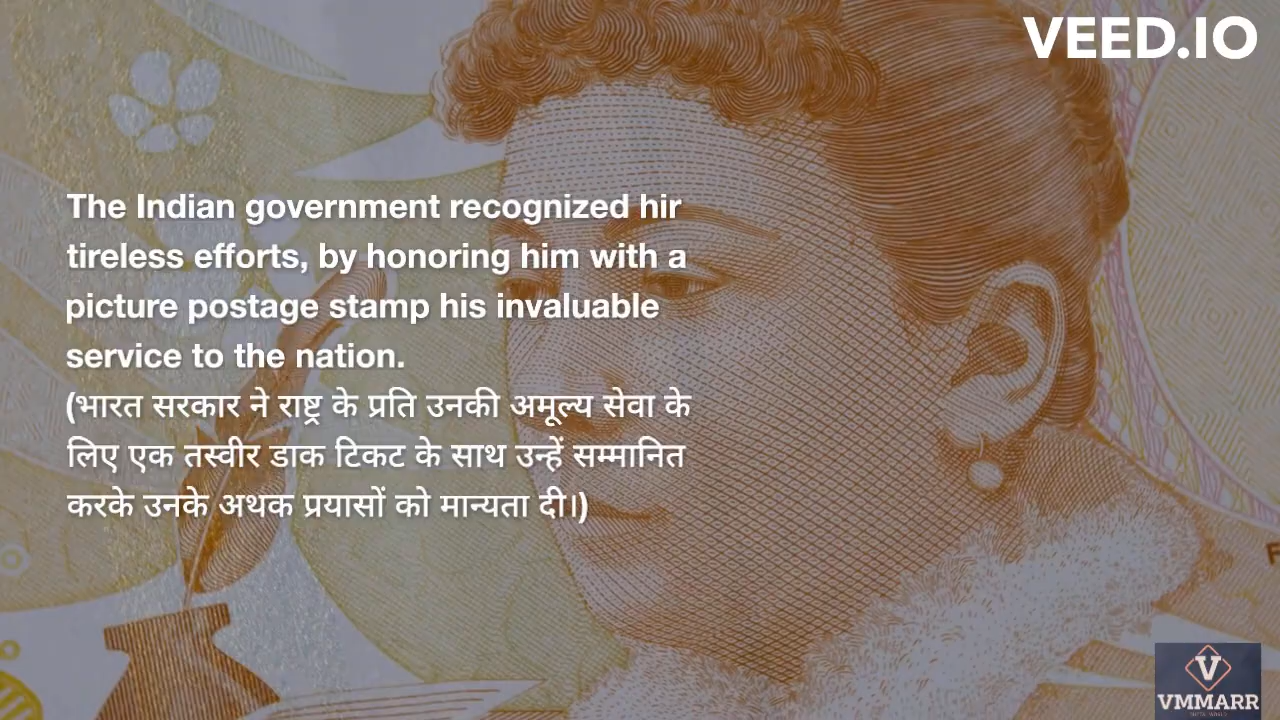 VEED.IO
The Indian government recognized hir
tireless efforts, by honoring him with a
picture postage stamp his invaluable
service to the nation.
(भारत सरकार ने राष्ट्र के प्रति उनकी अमूल्य सेवा के
लिए एक तस्वीर डाक टिकट के साथ उन्हें सम्मानित
करके उनके अथक प्रयासों को मान्यता दी।)
V
VMMARR